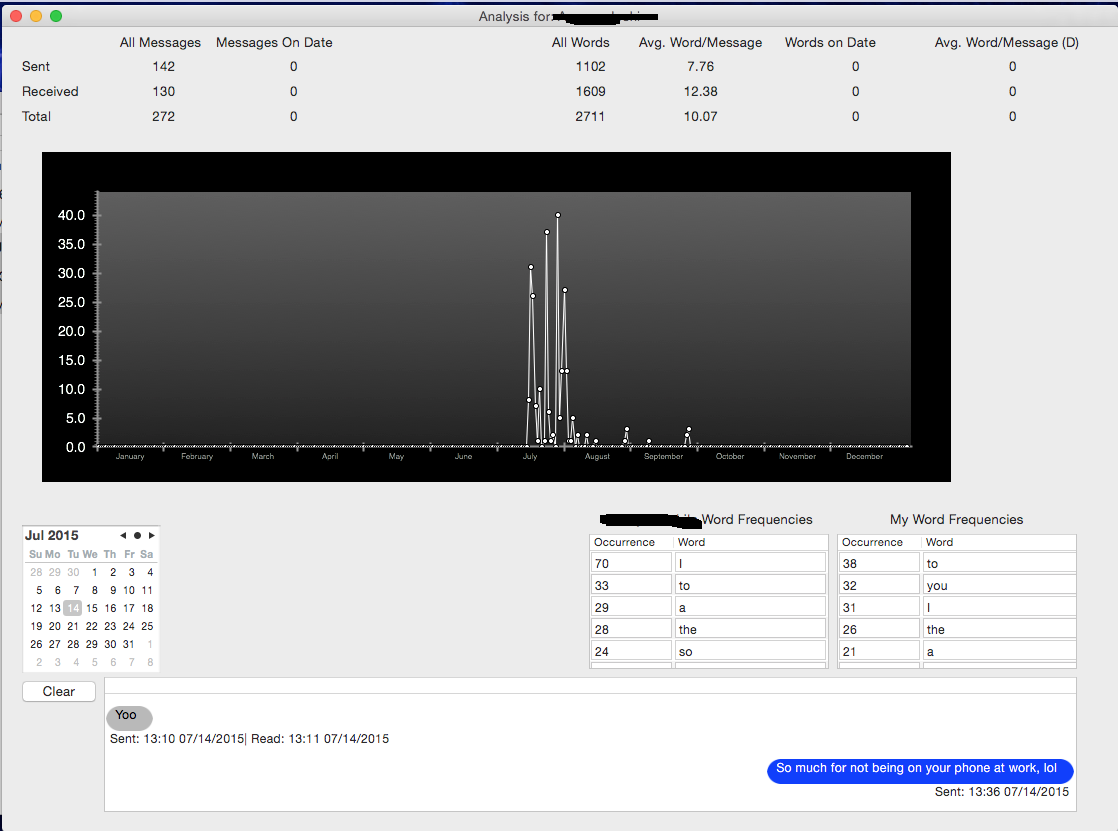 Analysis for:
All Messages Messages On Date All Words Avg. Word/Message Words on Date Avg. Word/Message (D)
Sent 142 0 1102 7.76 0 0
Received 130 0 1609 12.38 0 0
Total 272 0 2711 10.07 0 0
40.0
35.0
30.0
25.0
20.0
15.0
10.0
5.0
0.0
January February March April May June July August September October November December
Jul 2015
Su Mo Tu We Th Fr Sa
28 29 30 1 2 3 4
5 6 7 8 9 10 11
12 13 14 15 16 17 18
19 20 21 22 23 24 25
26 27 28 29 30 31 1
2 3 4 5 6 7 8
Clear
Word Frequencies
Occurrence Word
70 I
33 to
29 a
28 the
24 so
My Word Frequencies
Occurrence Word
38 to
32 you
31 I
26 the
21 a
Yoo
Sent: 13:10 07/14/2015| Read: 13:11 07/14/2015
So much for not being on your phone at work, lol
Sent: 13:36 07/14/2015